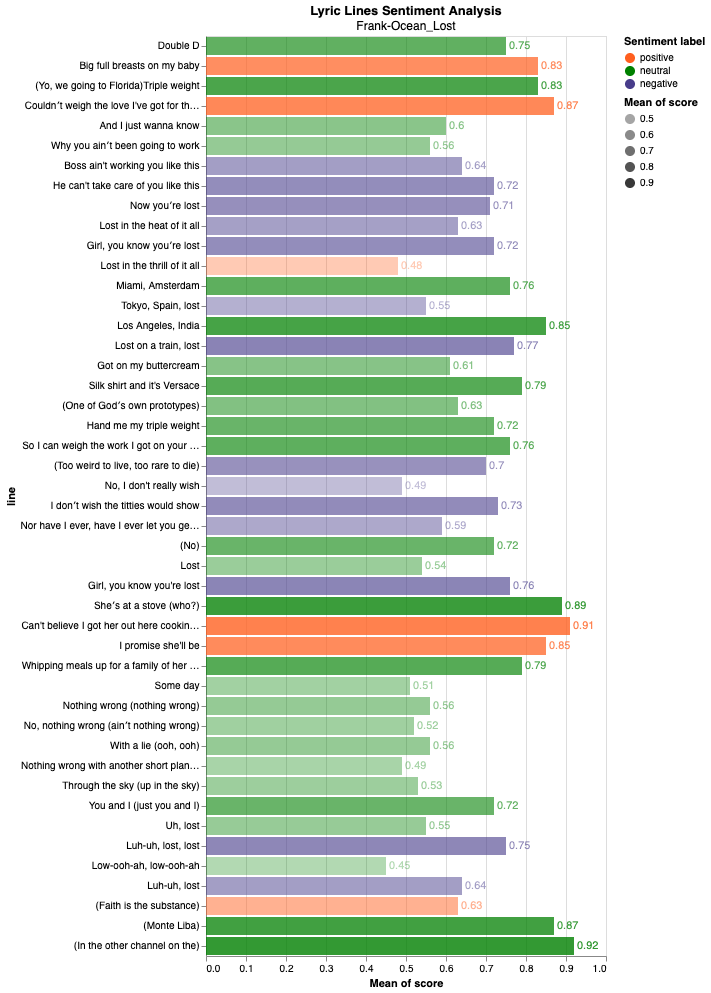 Lyric Lines Sentiment Analysis
Frank-Ocean_Lost
Double D 0.75
Big full breasts on my baby 0.83
(Yo, we going to Florida)Triple weight 0.83
Couldn't weigh the love I've got for th… 0.87
And I just wanna know 0.6
Why you ain't been going to work 0.56
Boss ain't working you like this 0.64
He can't take care of you like this 0.72
Now you're lost 0.71
Lost in the heat of it all 0.63
Girl, you know you're lost 0.72
Lost in the thrill of it all 0.48
Miami, Amsterdam 0.76
Tokyo, Spain, lost 0.55
Los Angeles, India 0.85
Lost on a train, lost 0.77
Got on my buttercream 0.61
Silk shirt and it's Versace 0.79
(One of God's own prototypes) 0.63
Hand me my triple weight 0.72
So I can weigh the work I got on your … 0.76
(Too weird to live, too rare to die) 0.7
No, I don't really wish 0.49
I don't wish the titties would show 0.73
Nor have I ever, have I ever let you ge… 0.59
(No) 0.72
Lost 0.54
Girl, you know you're lost 0.76
She's at a stove (who?) 0.89
Can't believe I got her out here cookin… 0.91
I promise she'll be 0.85
Whipping meals up for a family of her … 0.79
Some day 0.51
Nothing wrong (nothing wrong) 0.56
No, nothing wrong (ain't nothing wrong) 0.52
With a lie (ooh, ooh) 0.56
Nothing wrong with another short plan… 0.49
Through the sky (up in the sky) 0.53
You and I (just you and I) 0.72
Uh, lost 0.55
Luh-uh, lost, lost 0.75
Low-ooh-ah, low-ooh-ah 0.45
Luh-uh, lost 0.64
(Faith is the substance) 0.63
(Monte Liba) 0.87
(In the other channel on the) 0.92
line
0.0 0.1 0.2 0.3 0.4 0.5 0.6 0.7 0.8 0.9 1.0
Mean of score
Sentiment label
positive
neutral
negative
Mean of score
0.5
0.6
0.7
0.8
0.9